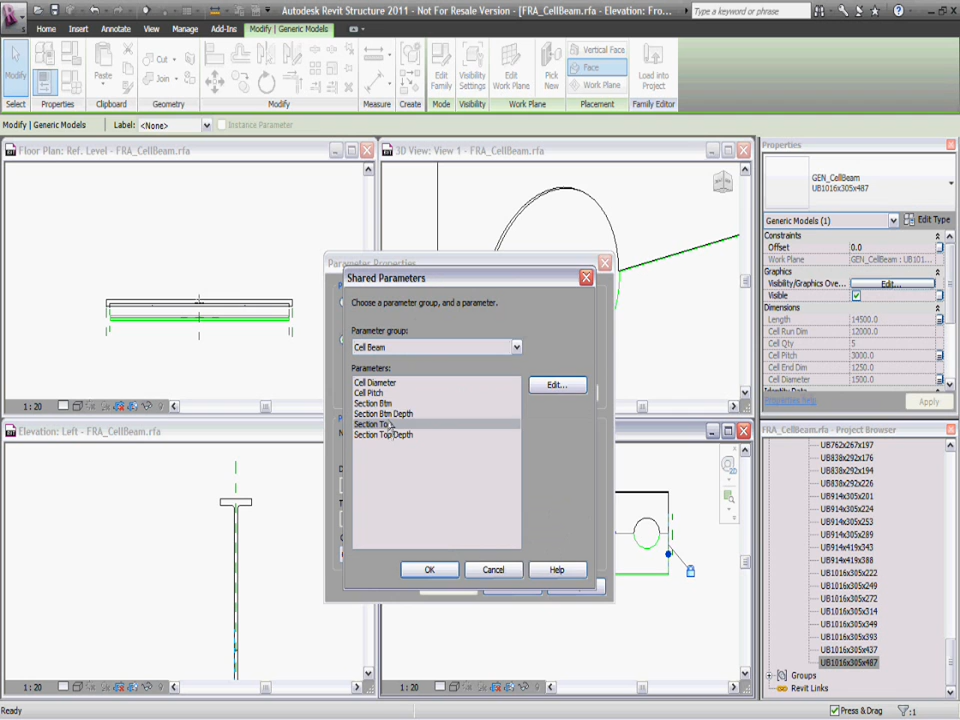 Autodesk Revit Structure 2011 - Not For Resale Version - [FRA_CellBeam.rfa - Elevation: Fro...
Type a keyword or phrase
Home Insert Annotate View Manage Add-Ins Modify | Generic Models
Modify Paste Cut Join Edit Family Visibility Settings Edit Work Plane Pick New Vertical Face Face Work Plane Load into Project
Select Properties Clipboard Geometry Modify Measure Create Mode Visibility Work Plane Placement Family Editor
Modify | Generic Models Label: <None> Instance Parameter
Floor Plan: Ref. Level - FRA_CellBeam.rfa
3D View: View 1 - FRA_CellBeam.rfa
1:20
Elevation: Left - FRA_CellBeam.rfa
1:20
1:20
Parameter Properties
Shared Parameters
Choose a parameter group, and a parameter.
Parameter group:
Cell Beam
Parameters:
Cell Diameter
Cell Pitch
Section Btm
Section Btm Depth
Section Top
Section Top Depth
Edit...
OK Cancel Help
Properties
GEN_CellBeam
UB1016x305x487
Generic Models (1) Edit Type
Constraints
Offset 0.0
Work Plane GEN_CellBeam : UB101...
Graphics
Visibility/Graphics Ove... Edit...
Visible
Dimensions
Length 14500.0
Cell Run Dim 12000.0
Cell Qty 5
Cell Pitch 3000.0
Cell End Dim 1250.0
Cell Diameter 1500.0
Identity Data
Properties help Apply
FRA_CellBeam.rfa - Project Browser
UB762x267x197
UB838x292x176
UB838x292x194
UB838x292x226
UB914x305x201
UB914x305x224
UB914x305x253
UB914x305x289
UB914x419x343
UB914x419x388
UB1016x305x222
UB1016x305x249
UB1016x305x272
UB1016x305x314
UB1016x305x349
UB1016x305x393
UB1016x305x437
UB1016x305x487
Groups
Revit Links
Ready
Press & Drag :1